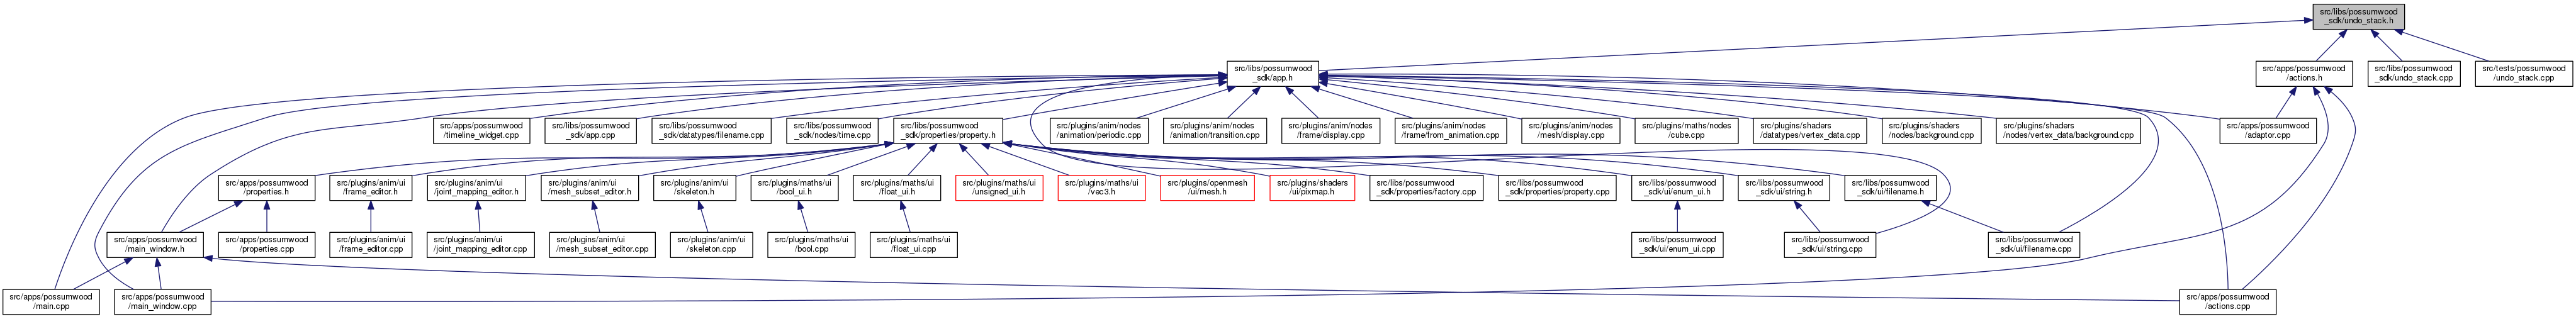 src/libs/possumwood
_sdk/undo_stack.h
src/libs/possumwood
_sdk/app.h
src/apps/possumwood
/actions.h
src/libs/possumwood
_sdk/undo_stack.cpp
src/tests/possumwood
/undo_stack.cpp
src/apps/possumwood
/timeline_widget.cpp
src/libs/possumwood
_sdk/app.cpp
src/libs/possumwood
_sdk/datatypes/filename.cpp
src/libs/possumwood
_sdk/nodes/time.cpp
src/libs/possumwood
_sdk/properties/property.h
src/plugins/anim/nodes
/animation/periodic.cpp
src/plugins/anim/nodes
/animation/transition.cpp
src/plugins/anim/nodes
/frame/display.cpp
src/plugins/anim/nodes
/frame/from_animation.cpp
src/plugins/anim/nodes
/mesh/display.cpp
src/plugins/maths/nodes
/cube.cpp
src/plugins/shaders
/datatypes/vertex_data.cpp
src/plugins/shaders
/nodes/background.cpp
src/plugins/shaders
/nodes/vertex_data/background.cpp
src/apps/possumwood
/adaptor.cpp
src/apps/possumwood
/properties.h
src/plugins/anim/ui
/frame_editor.h
src/plugins/anim/ui
/joint_mapping_editor.h
src/plugins/anim/ui
/mesh_subset_editor.h
src/plugins/anim/ui
/skeleton.h
src/plugins/maths/ui
/bool_ui.h
src/plugins/maths/ui
/float_ui.h
src/plugins/maths/ui
/unsigned_ui.h
src/plugins/maths/ui
/vec3.h
src/plugins/openmesh
/ui/mesh.h
src/plugins/shaders
/ui/pixmap.h
src/libs/possumwood
_sdk/properties/factory.cpp
src/libs/possumwood
_sdk/properties/property.cpp
src/libs/possumwood
_sdk/ui/enum_ui.h
src/libs/possumwood
_sdk/ui/string.h
src/libs/possumwood
_sdk/ui/filename.h
src/apps/possumwood
/main_window.h
src/apps/possumwood
/properties.cpp
src/plugins/anim/ui
/frame_editor.cpp
src/plugins/anim/ui
/joint_mapping_editor.cpp
src/plugins/anim/ui
/mesh_subset_editor.cpp
src/plugins/anim/ui
/skeleton.cpp
src/plugins/maths/ui
/bool.cpp
src/plugins/maths/ui
/float_ui.cpp
src/libs/possumwood
_sdk/ui/enum_ui.cpp
src/libs/possumwood
_sdk/ui/string.cpp
src/libs/possumwood
_sdk/ui/filename.cpp
src/apps/possumwood
/main.cpp
src/apps/possumwood
/main_window.cpp
src/apps/possumwood
/actions.cpp